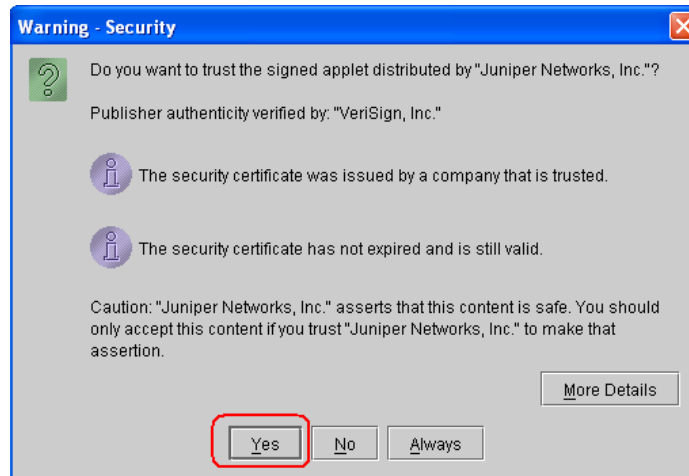 Warning - Security
Do you want to trust the signed applet distributed by "Juniper Networks, Inc."?
Publisher authenticity verified by: "VeriSign, Inc."
The security certificate was issued by a company that is trusted.
The security certificate has not expired and is still valid.
Caution: "Juniper Networks, Inc." asserts that this content is safe. You should
only accept this content if you trust "Juniper Networks, Inc." to make that
assertion.
More Details
Yes No Always